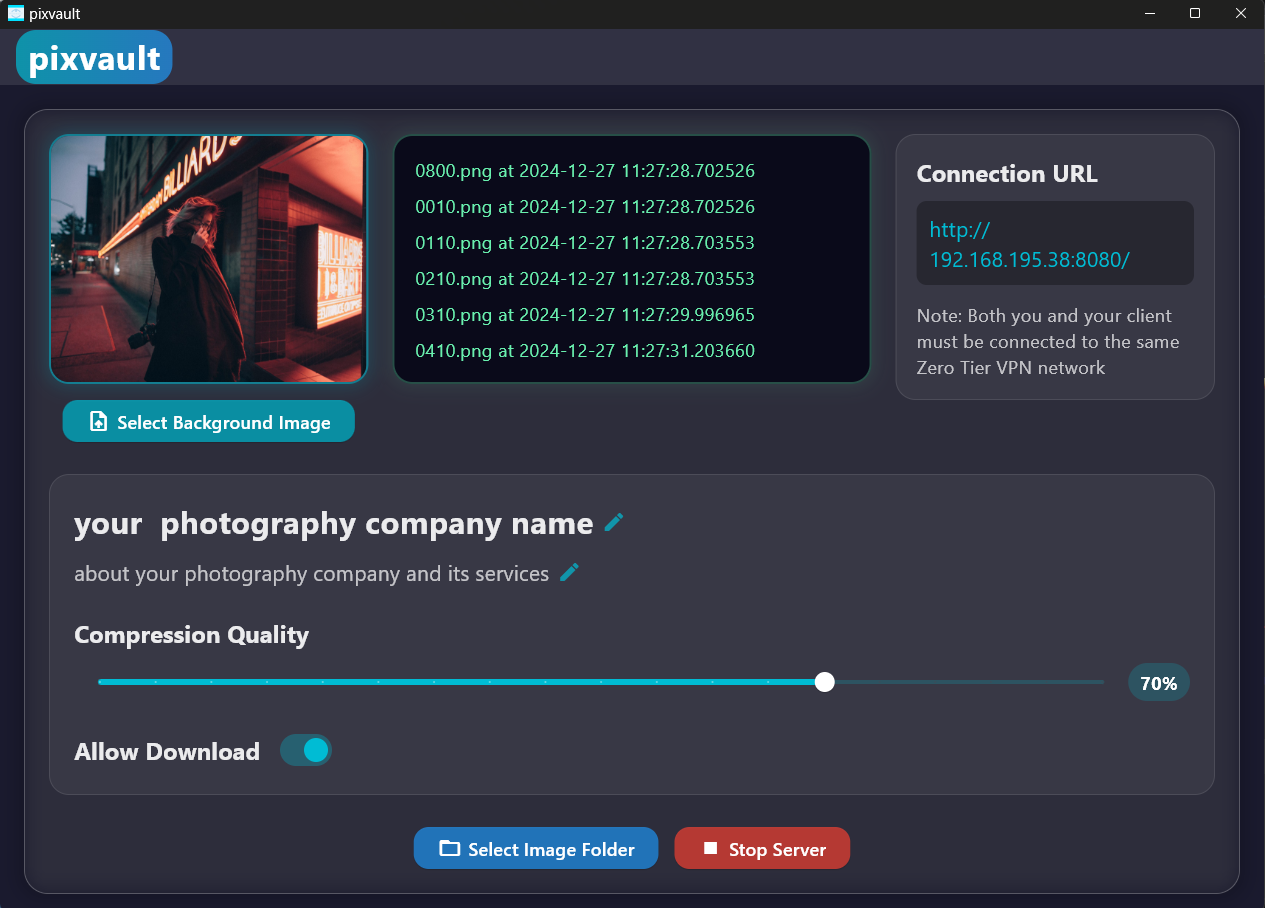 pixvault
pixvault
BILLIARDS
0800.png at 2024-12-27 11:27:28.702526
0010.png at 2024-12-27 11:27:28.702526
0110.png at 2024-12-27 11:27:28.703553
0210.png at 2024-12-27 11:27:28.703553
0310.png at 2024-12-27 11:27:29.996965
0410.png at 2024-12-27 11:27:31.203660
Connection URL
http://
192.168.195.38:8080/
Note: Both you and your client
must be connected to the same
Zero Tier VPN network
Select Background Image
your  photography company name
about your photography company and its services
Compression Quality
70%
Allow Download
Select Image Folder
Stop Server